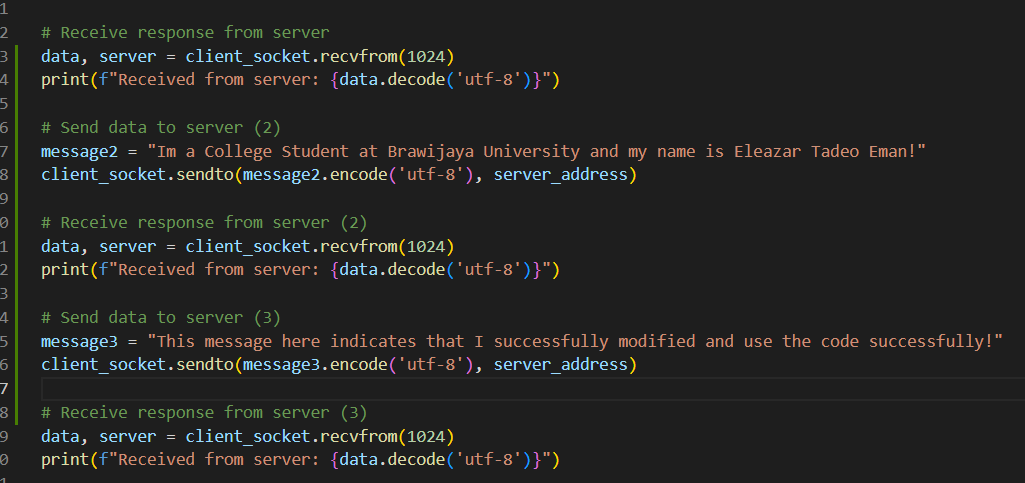 1
2 # Receive response from server
3 data, server = client_socket.recvfrom(1024)
4 print(f"Received from server: {data.decode('utf-8')}")
5
6 # Send data to server (2)
7 message2 = "Im a College Student at Brawijaya University and my name is Eleazar Tadeo Eman!"
8 client_socket.sendto(message2.encode('utf-8'), server_address)
9
0 # Receive response from server (2)
1 data, server = client_socket.recvfrom(1024)
2 print(f"Received from server: {data.decode('utf-8')}")
3
4 # Send data to server (3)
5 message3 = "This message here indicates that I successfully modified and use the code successfully!"
6 client_socket.sendto(message3.encode('utf-8'), server_address)
7
8 # Receive response from server (3)
9 data, server = client_socket.recvfrom(1024)
0 print(f"Received from server: {data.decode('utf-8')}")